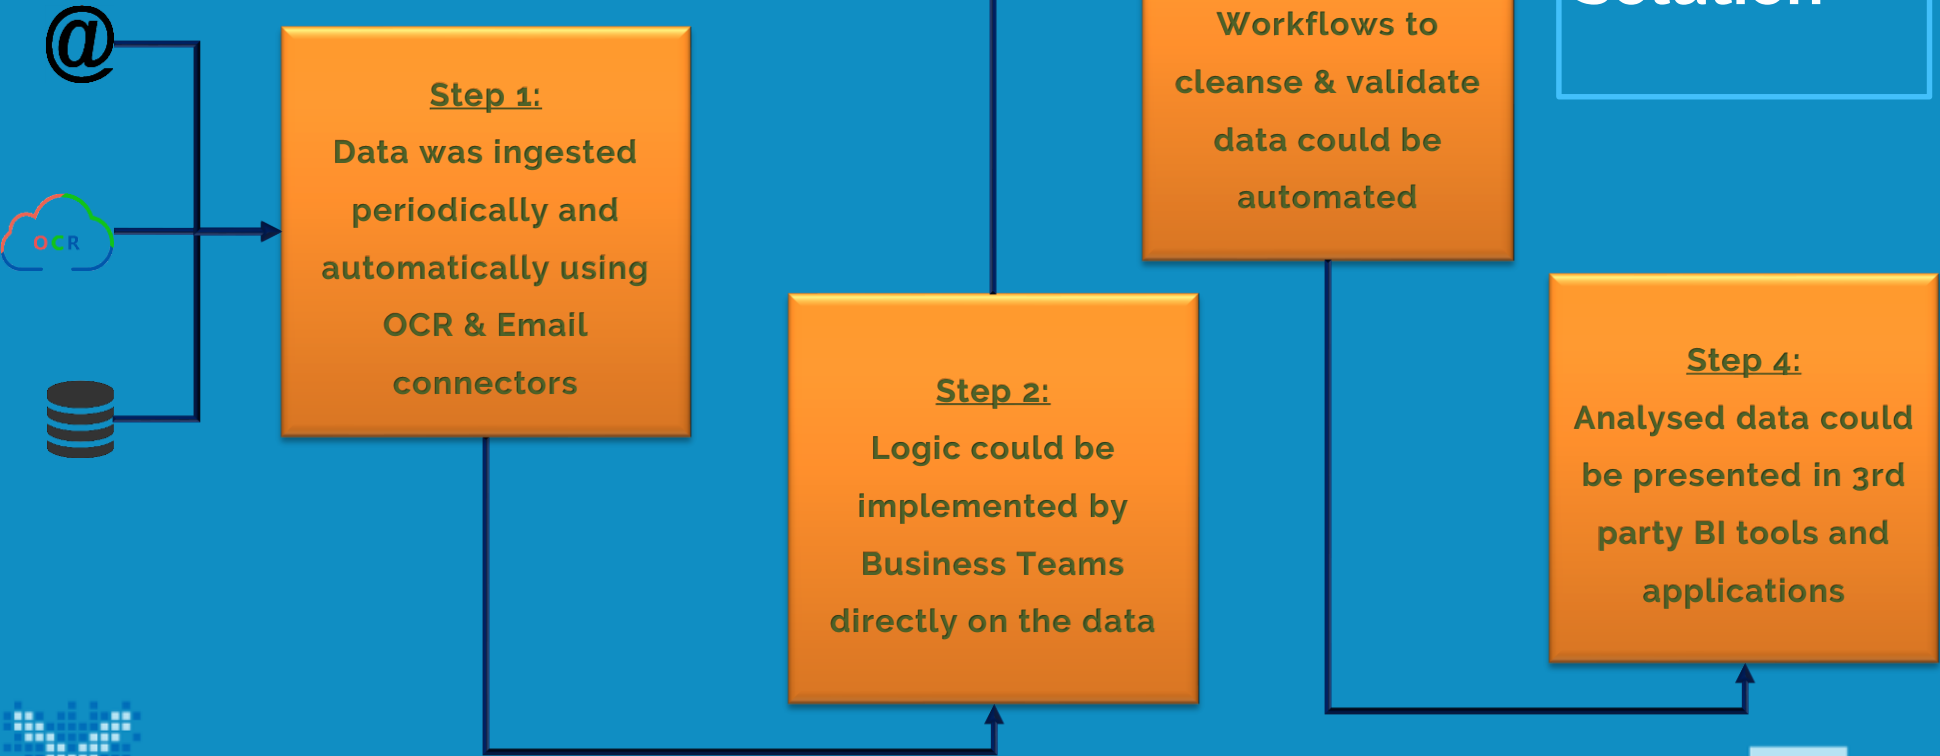 @
OCR
Step 1:
Data was ingested
periodically and
automatically using
OCR & Email
connectors
Step 2:
Logic could be
implemented by
Business Teams
directly on the data
Workflows to
cleanse & validate
data could be
automated
Step 4:
Analysed data could
be presented in 3rd
party BI tools and
applications